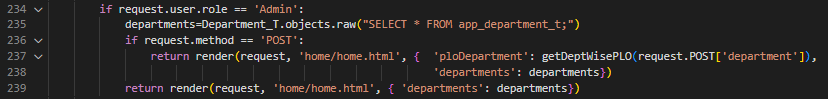 234 if request.user.role == 'Admin':
235 departments=Department_T.objects.raw("SELECT * FROM app_department_t;")
236 if request.method == 'POST':
237 return render(request, 'home/home.html', { 'ploDepartment': getDeptWisePLO(request.POST['department']),
238 'departments': departments})
239 return render(request, 'home/home.html', { 'departments': departments})